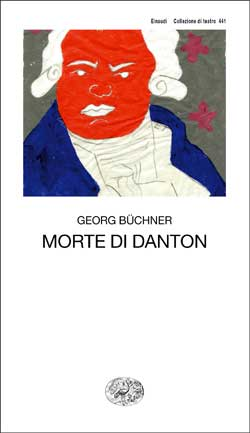 Einaudi Collezione di teatro 441
GEORG BÜCHNER
MORTE DI DANTON